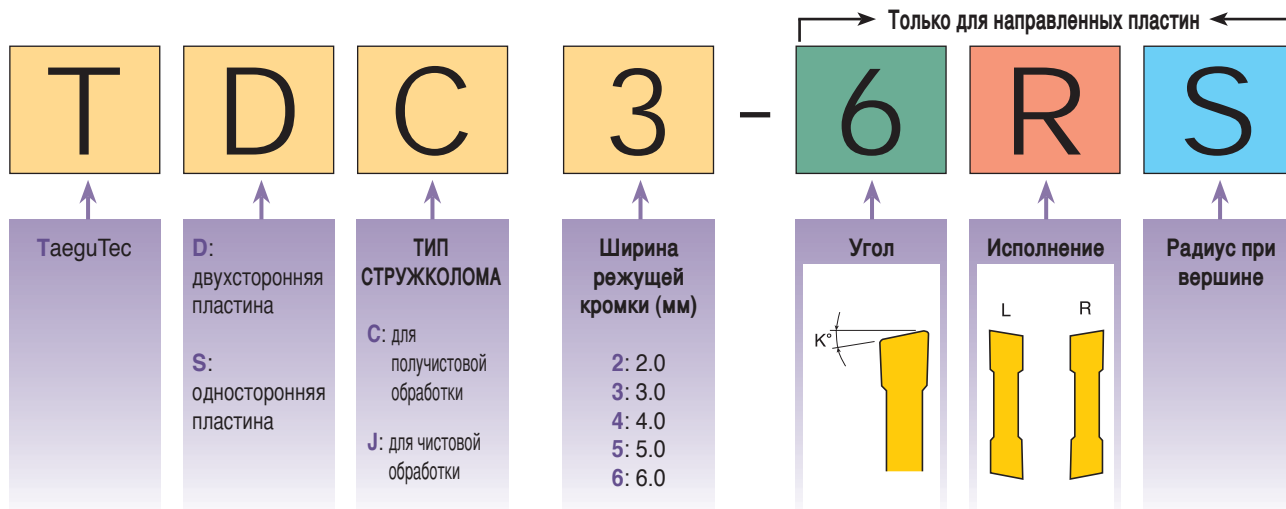 Только для направленных пластин
T D C 3 – 6 R S
TaeguTec
D:
двухсторонняя
пластина
S:
односторонняя
пластина
ТИП
СТРУЖКОЛОМА
C: для
получистовой
обработки
J: для чистовой
обработки
Ширина
режущей
кромки (мм)
2: 2.0
3: 3.0
4: 4.0
5: 5.0
6: 6.0
Угол
K°
Исполнение
L R
Радиус при
вершине